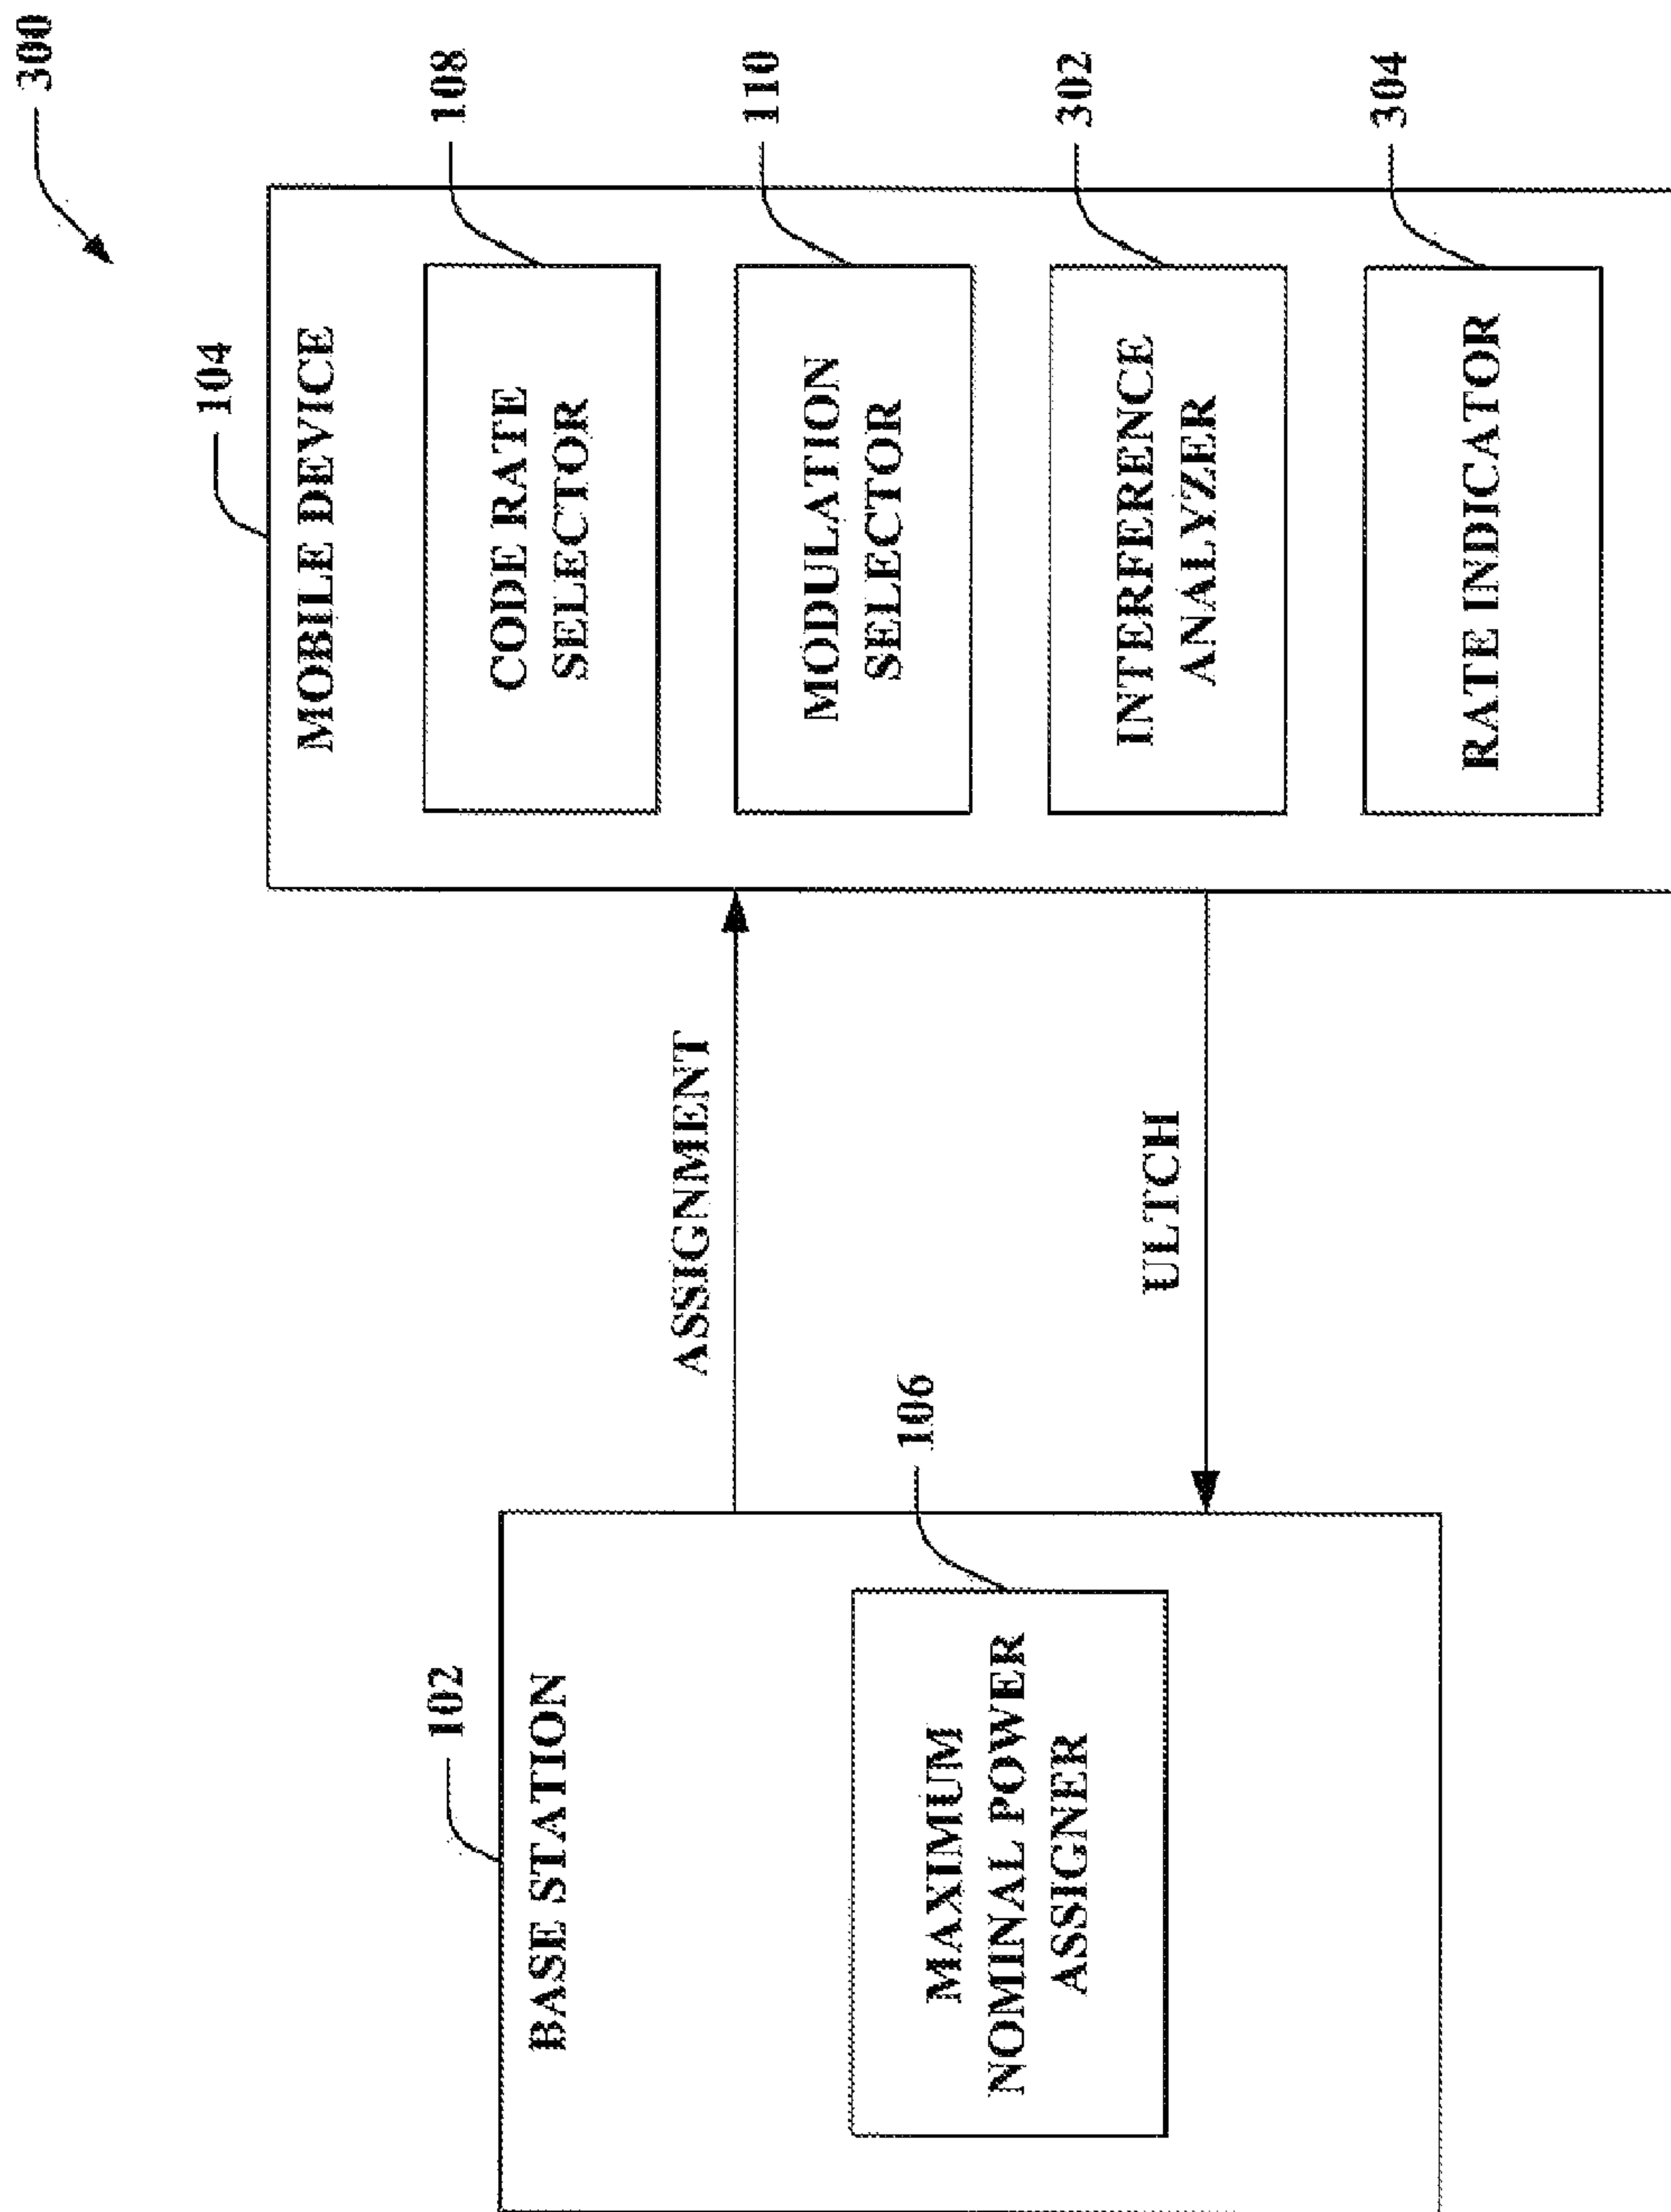 300
102
BASE STATION
106
MAXIMUM
NOMINAL POWER
ASSIGNER
ASSIGNMENT
ULTCH
104
MOBILE DEVICE
108
CODE RATE
SELECTOR
110
MODULATION
SELECTOR
302
INTERFERENCE
ANALYZER
304
RATE INDICATOR